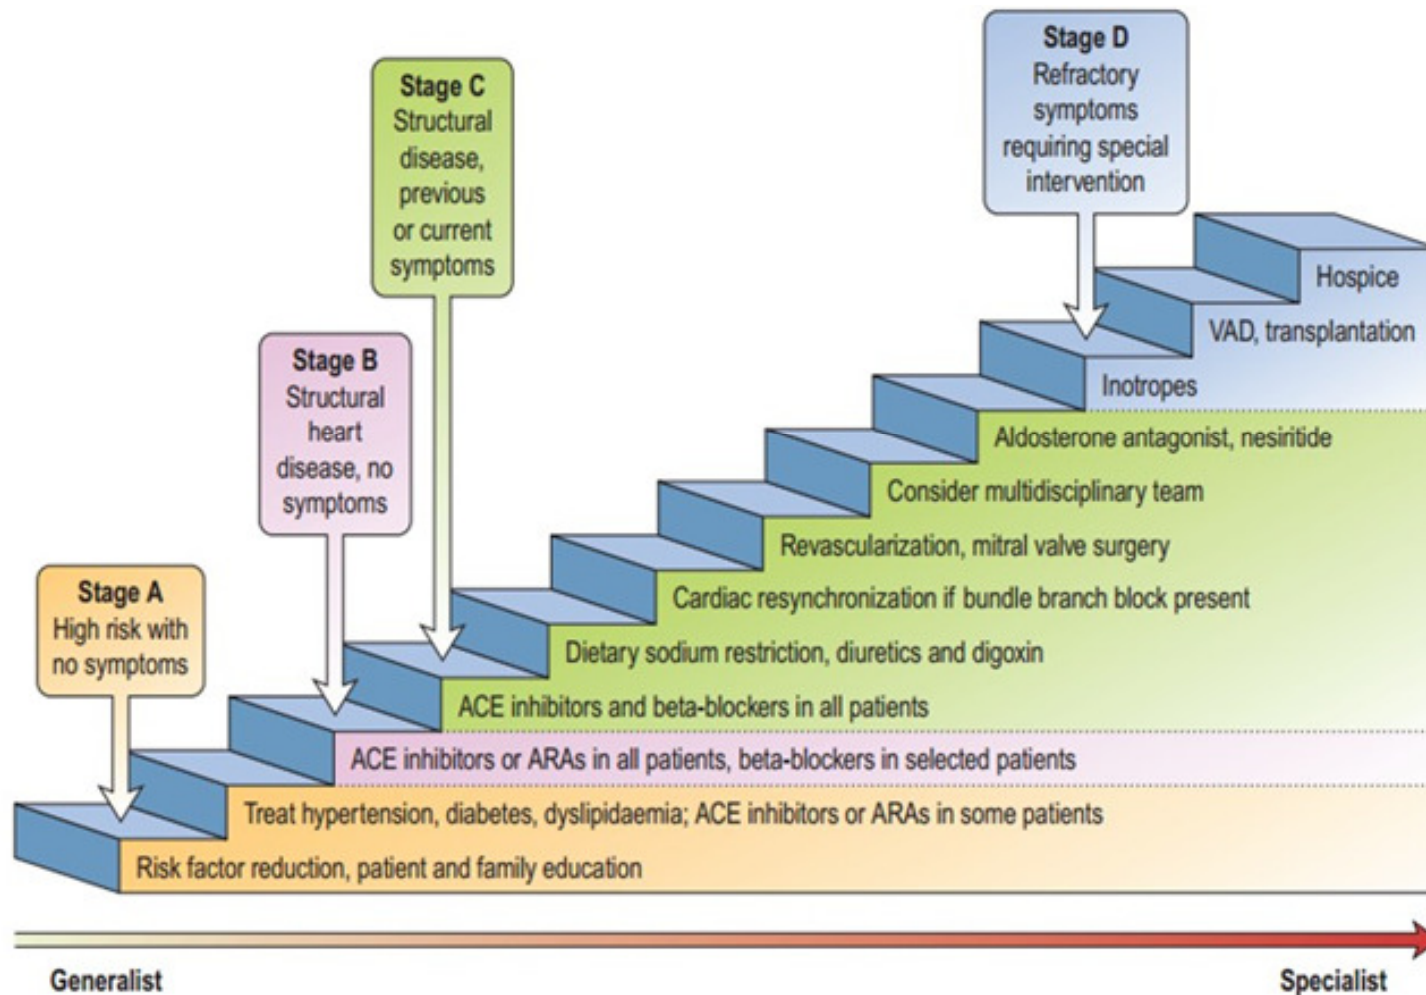 Stage D
Refractory
symptoms
requiring special
intervention
Stage C
Structural
disease,
previous
or current
symptoms
Stage B
Structural
heart
disease, no
symptoms
Stage A
High risk with
no symptoms
Hospice
VAD, transplantation
Inotropes
Aldosterone antagonist, nesiritide
Consider multidisciplinary team
Revascularization, mitral valve surgery
Cardiac resynchronization if bundle branch block present
Dietary sodium restriction, diuretics and digoxin
ACE inhibitors and beta-blockers in all patients
ACE inhibitors or ARAs in all patients, beta-blockers in selected patients
Treat hypertension, diabetes, dyslipidaemia; ACE inhibitors or ARAs in some patients
Risk factor reduction, patient and family education
Generalist
Specialist